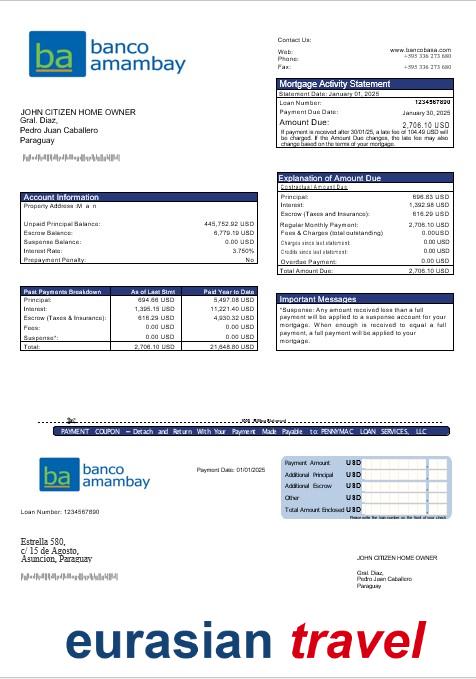 ba banco
amambay
Contact Us:
Web: www.bancobasa.com
Phone: +595 336 273 680
Fax: +595 336 273 680
Mortgage Activity Statement
Statement Date: January 01, 2025
Loan Number: 1234567890
Payment Due Date: January 30, 2025
Amount Due: 2,706.10 USD
If payment is received after 30/01/25, a late fee of 104.49 USD will
be charged. If the Amount Due changes, the late fee may also
change based on the terms of your mortgage.
JOHN CITIZEN HOME OWNER
Gral. Diaz,
Pedro Juan Caballero
Paraguay
Explanation of Amount Due
Contractual Amount Due
Principal: 696.83 USD
Interest: 1,392.98 USD
Escrow (Taxes and Insurance): 616.29 USD
Regular Monthly Payment: 2,706.10 USD
Fees & Charges (total outstanding) 0.00USD
Charges since last statement: 0.00 USD
Credits since last statement: 0.00 USD
Overdue Payment: 0.00 USD
Total Amount Due: 2,706.10 USD
Account Information
Property Address: M a n
Unpaid Principal Balance: 445,752.92 USD
Escrow Balance: 6,779.19 USD
Suspense Balance: 0.00 USD
Interest Rate: 3.750%
Prepayment Penalty: No
Past Payments Breakdown As of Last Stmt Paid Year to Date
Principal: 694.66 USD 5,497.08 USD
Interest: 1,395.15 USD 11,221.40 USD
Escrow (Taxes & Insurance): 616.29 USD 4,930.32 USD
Fees: 0.00 USD 0.00 USD
Suspense*: 0.00 USD 0.00 USD
Total: 2,706.10 USD 21,648.80 USD
Important Messages
*Suspense: Any amount received less than a full
payment will be applied to a suspense account for your
mortgage. When enough is received to equal a full
payment, a full payment will be applied to your
mortgage.
PAYMENT COUPON – Detach and Return With Your Payment Made Payable to: PENNYMAC LOAN SERVICES, LLC
ba banco
amambay
Payment Date: 01/01/2025
Payment Amount USD
Additional Principal USD
Additional Escrow USD
Other USD
Total Amount Enclosed USD
Please write the loan number on the front of your check.
Loan Number: 1234567890
Estrella 580,
c/ 15 de Agosto,
Asuncion, Paraguay
JOHN CITIZEN HOME OWNER
Gral. Diaz,
Pedro Juan Caballero
Paraguay
eurasian travel